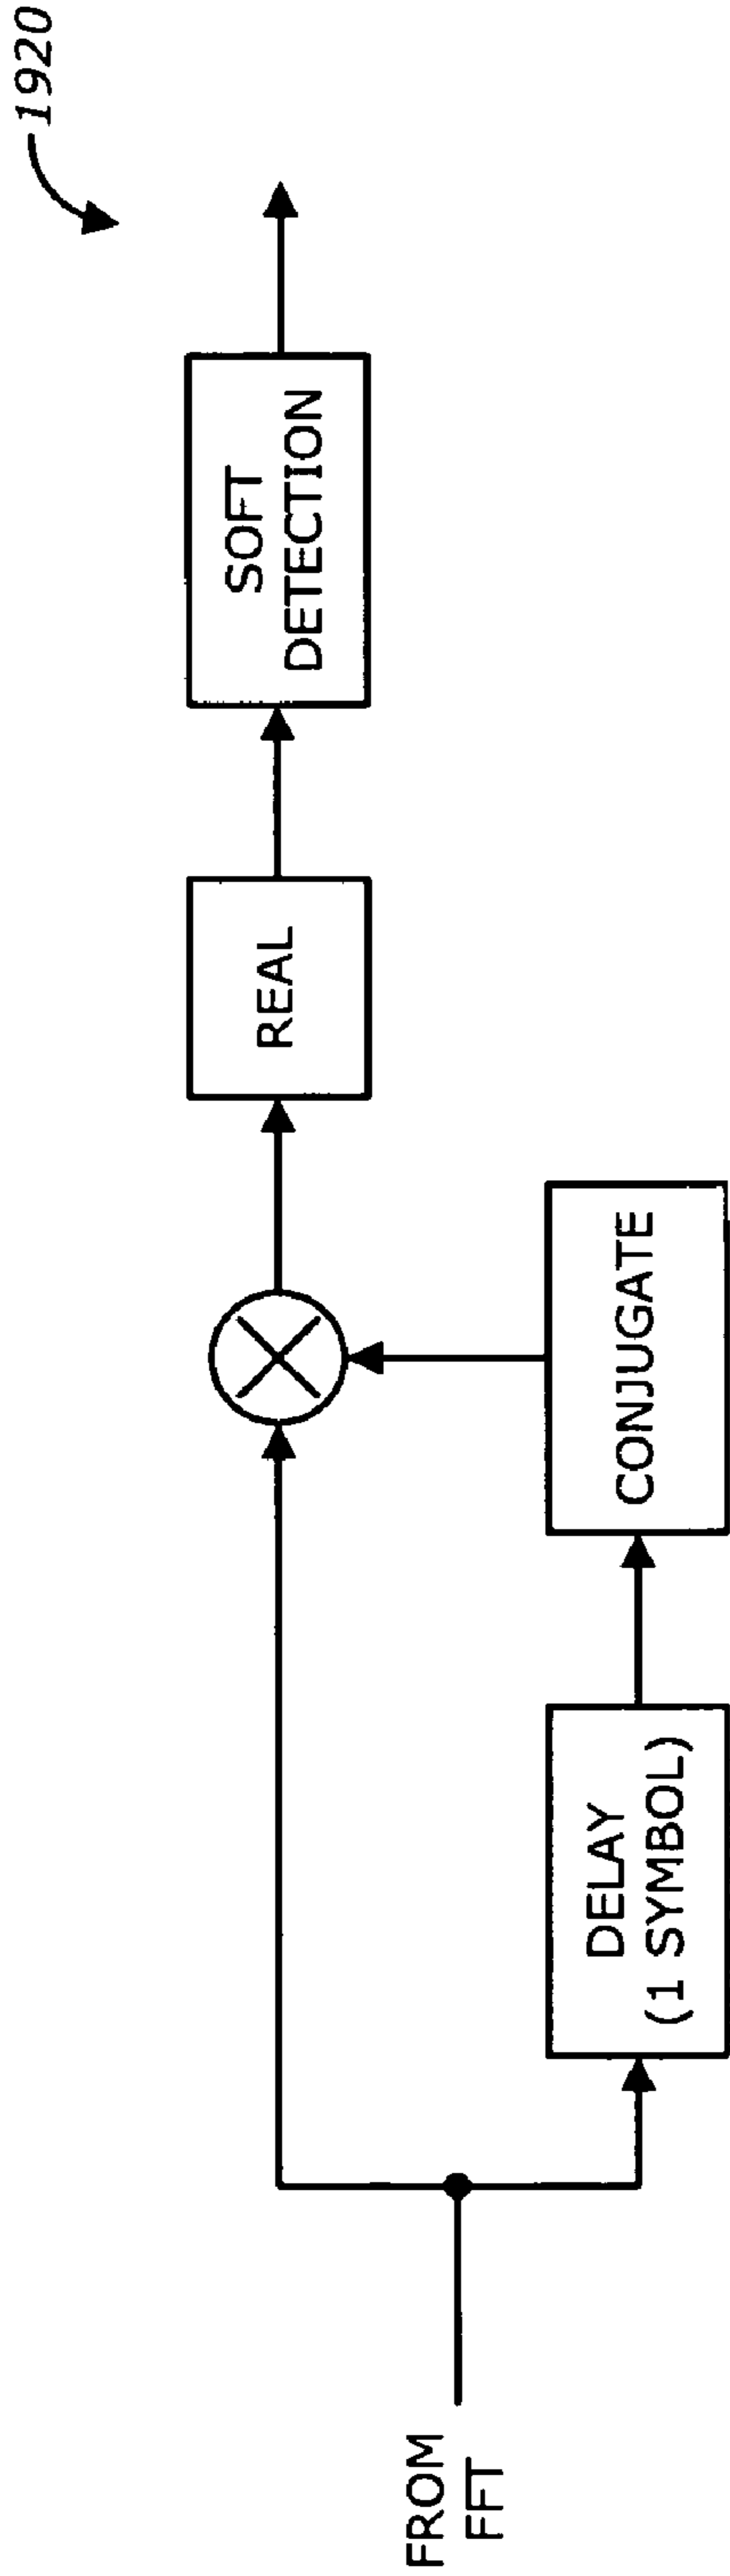 1920
FROM
FFT
DELAY
(1 SYMBOL)
CONJUGATE
REAL
SOFT
DETECTION